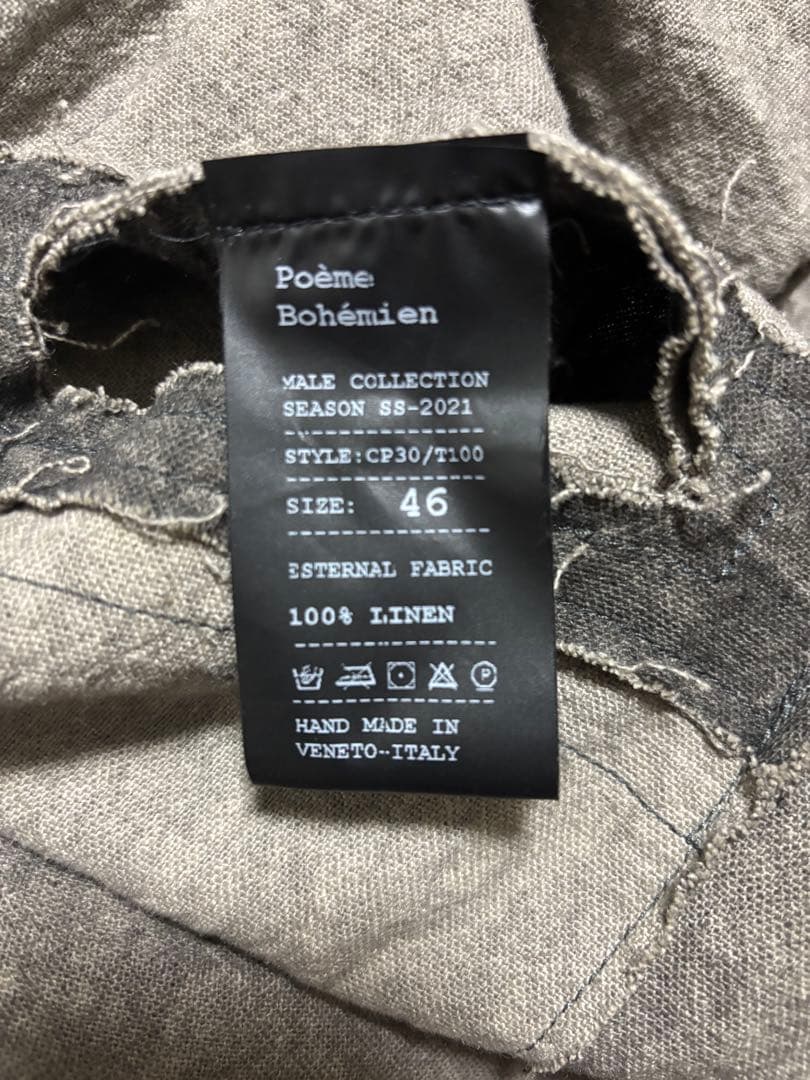 Poème
Bohémien
MALE COLLECTION
SEASON SS-2021
STYLE:CP30/T100
SIZE: 46
ESTERNAL FABRIC
100% LINEN
P
HAND MADE IN
VENETO-ITALY